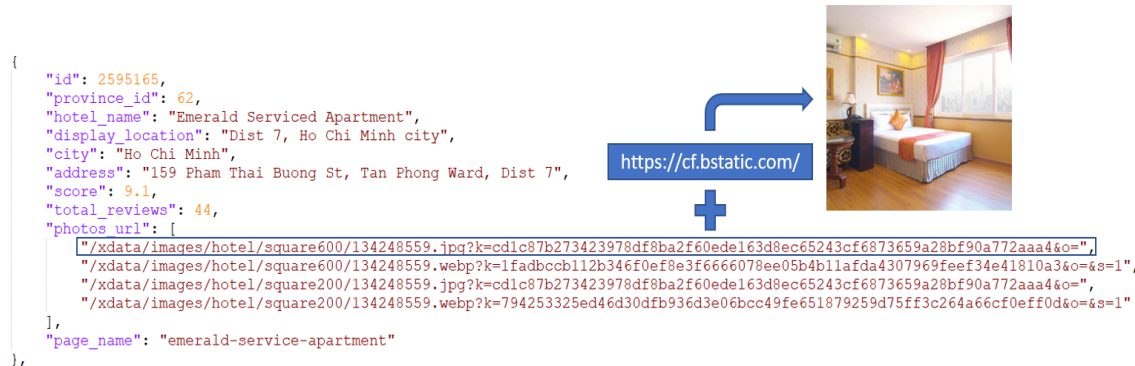 {
"id": 2595165,
"province_id": 62,
"hotel_name": "Emerald Serviced Apartment",
"display_location": "Dist 7, Ho Chi Minh city",
"city": "Ho Chi Minh",
"address": "159 Pham Thai Buong St, Tan Phong Ward, Dist 7",
"score": 9.1,
"total_reviews": 44,
"photos_url": [
"/xdata/images/hotel/square600/134248559.jpg?k=cd1c87b273423978df8ba2f60ede163d8ec65243cf6873659a28bf90a772aaa4&o=",
"/xdata/images/hotel/square600/134248559.webp?k=1fadbccb112b346f0ef8e3f6666078ee05b4b11afda4307969feef34e41810a3&o=&s=1",
"/xdata/images/hotel/square200/134248559.jpg?k=cd1c87b273423978df8ba2f60ede163d8ec65243cf6873659a28bf90a772aaa4&o=",
"/xdata/images/hotel/square200/134248559.webp?k=794253325ed46d30dfb936d3e06bcc49fe651879259d75ff3c264a66cf0eff0d&o=&s=1"
],
"page_name": "emerald-service-apartment"
},
https://cf.bstatic.com/